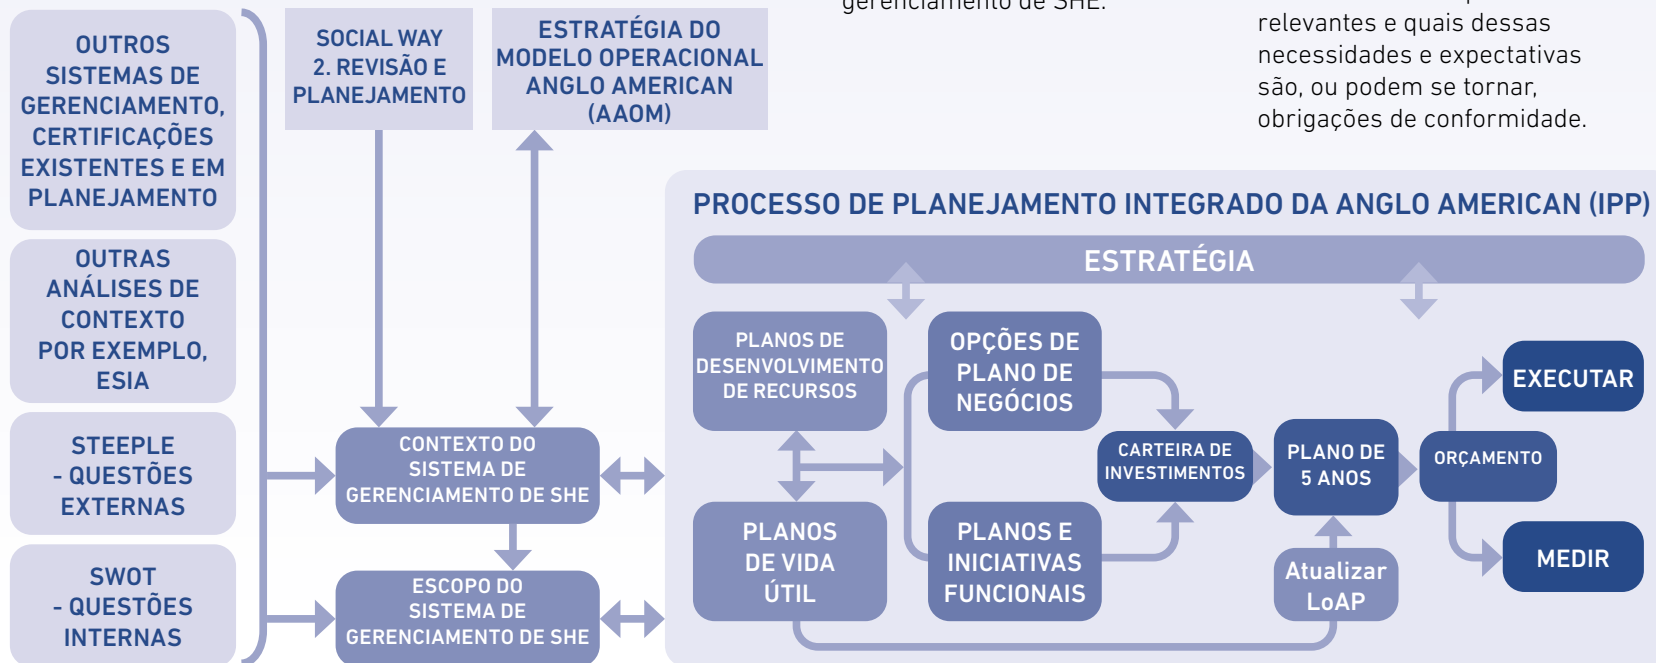 gerenciamento de SHE.
relevantes e quais dessas
necessidades e expectativas
são, ou podem se tornar,
obrigações de conformidade.
OUTROS
SISTEMAS DE
GERENCIAMENTO,
CERTIFICAÇÕES
EXISTENTES E EM
PLANEJAMENTO
OUTRAS
ANÁLISES DE
CONTEXTO
POR EXEMPLO,
ESIA
STEEPLE
- QUESTÕES
EXTERNAS
SWOT
- QUESTÕES
INTERNAS
SOCIAL WAY
2. REVISÃO E
PLANEJAMENTO
ESTRATÉGIA DO
MODELO OPERACIONAL
ANGLO AMERICAN
(AAOM)
CONTEXTO DO
SISTEMA DE
GERENCIAMENTO DE SHE
ESCOPO DO
SISTEMA DE
GERENCIAMENTO DE SHE
PROCESSO DE PLANEJAMENTO INTEGRADO DA ANGLO AMERICAN (IPP)
ESTRATÉGIA
PLANOS DE
DESENVOLVIMENTO
DE RECURSOS
PLANOS
DE VIDA
ÚTIL
OPÇÕES DE
PLANO DE
NEGÓCIOS
PLANOS E
INICIATIVAS
FUNCIONAIS
CARTEIRA DE
INVESTIMENTOS
PLANO DE
5 ANOS
Atualizar
LoAP
ORÇAMENTO
EXECUTAR
MEDIR